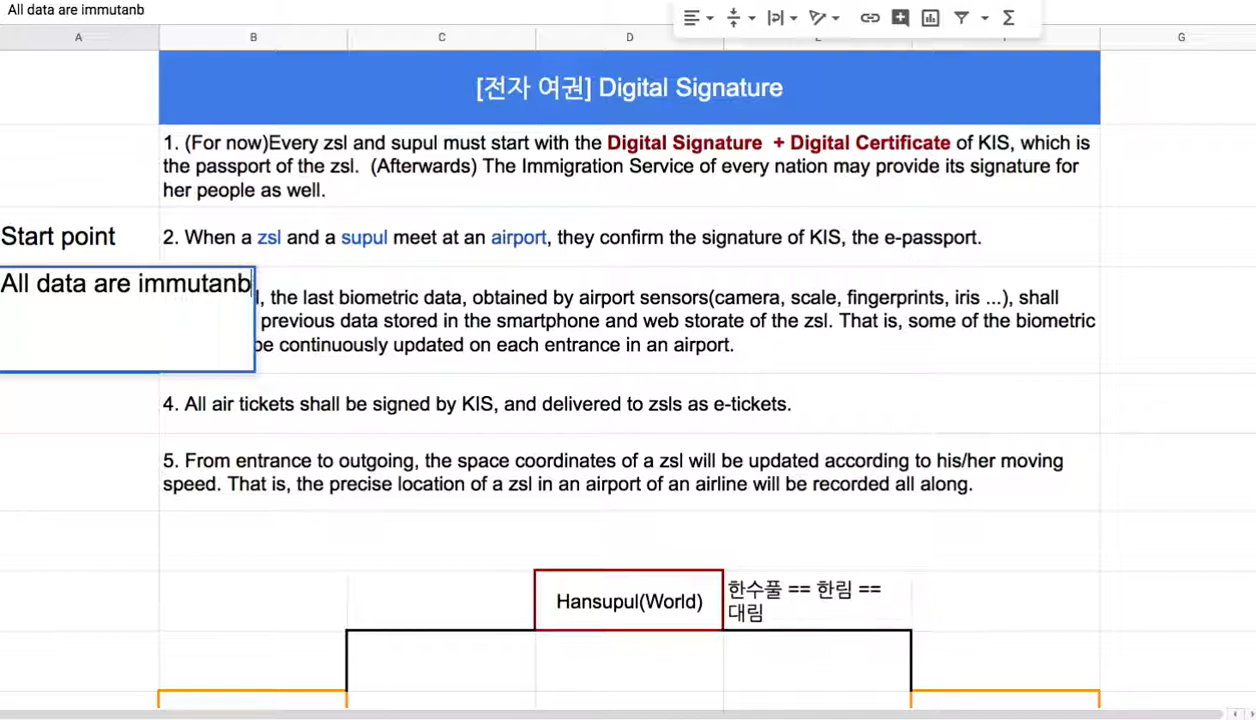 All data are immutanb
A B C D E F G
[전자 여권] Digital Signature
1. (For now)Every zsl and supul must start with the Digital Signature + Digital Certificate of KIS, which is
the passport of the zsl. (Afterwards) The Immigration Service of every nation may provide its signature for
her people as well.
Start point
2. When a zsl and a supul meet at an airport, they confirm the signature of KIS, the e-passport.
All data are immutanb
, the last biometric data, obtained by airport sensors(camera, scale, fingerprints, iris ...), shall
previous data stored in the smartphone and web storate of the zsl. That is, some of the biometric
be continuously updated on each entrance in an airport.
4. All air tickets shall be signed by KIS, and delivered to zsls as e-tickets.
5. From entrance to outgoing, the space coordinates of a zsl will be updated according to his/her moving
speed. That is, the precise location of a zsl in an airport of an airline will be recorded all along.
Hansupul(World)
한수풀 == 한림 ==
대림